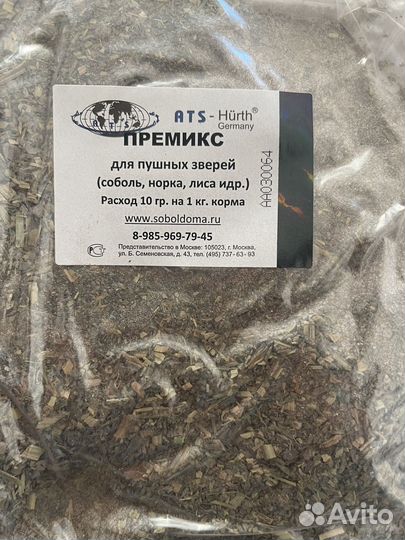 ATS
ATS - Hürth®
Germany
ПРЕМИКС
для пушных зверей
(соболь, норка, лиса идр.)
Расход 10 гр. на 1 кг. корма
www.soboldoma.ru
8-985-969-79-45
Представительство в Москве: 105023, г. Москва,
ул. Б. Семеновская, д. 43, тел. (495) 737- 63 - 93
AA030064
Avito